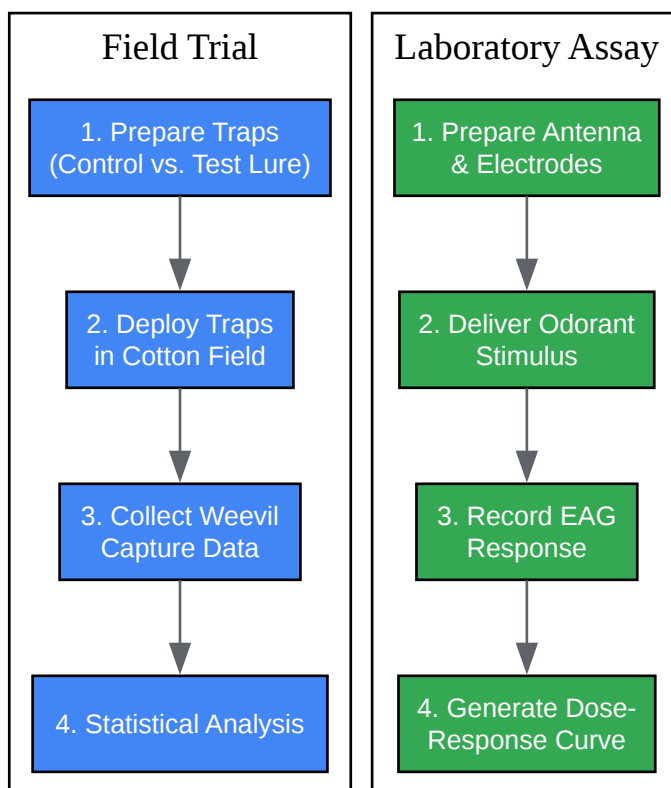 Field Trial
1. Prepare Traps
(Control vs. Test Lure)
2. Deploy Traps
in Cotton Field
3. Collect Weevil
Capture Data
4. Statistical Analysis
Laboratory Assay
1. Prepare Antenna
& Electrodes
2. Deliver Odorant
Stimulus
3. Record EAG
Response
4. Generate Dose-
Response Curve